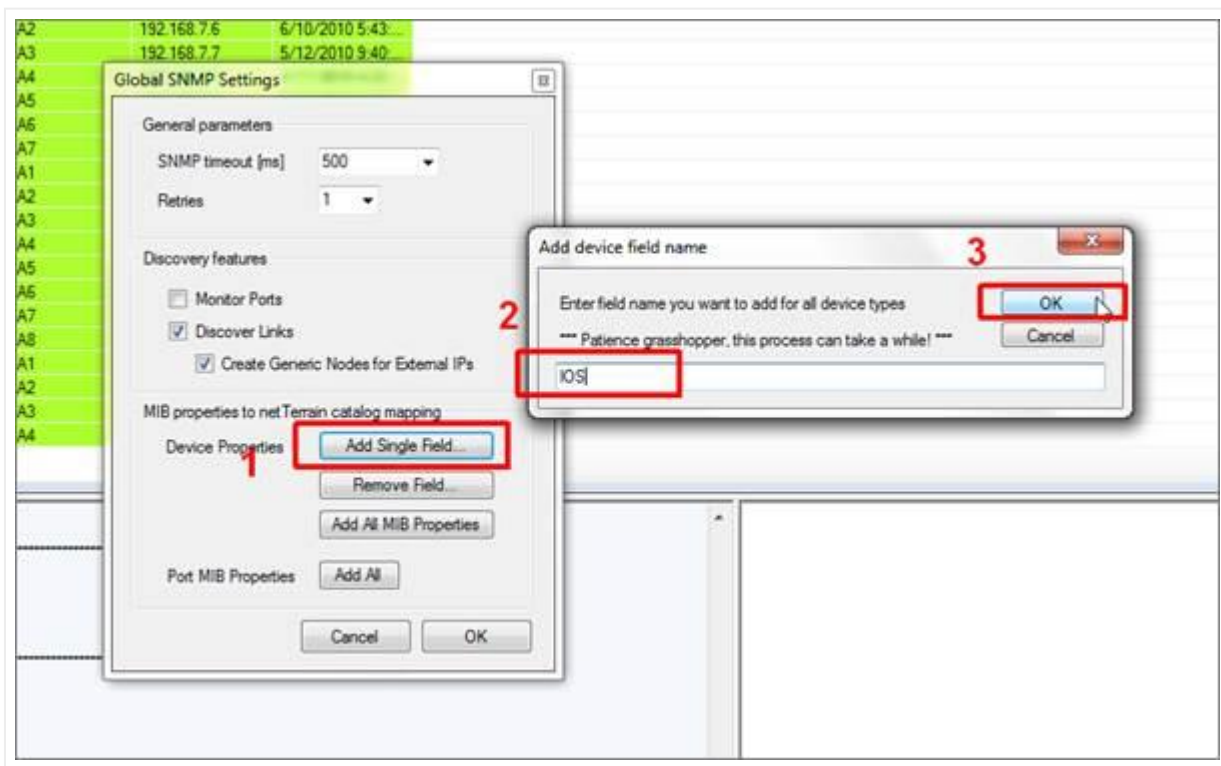 A2 192.168.7.6 6/10/2010 5:43:...
A3 192.168.7.7 5/12/2010 9:40:...
A4
A5
A6
A7
A1
A2
A3
A4
A5
A6
A7
A8
A1
A2
A3
A4
Global SNMP Settings
General parameters
SNMP timeout [ms] 500
Retries 1
Discovery features
Monitor Ports
Discover Links
Create Generic Nodes for External IPs
MIB properties to netTerrain catalog mapping
Device Properties Add Single Field...
1
Remove Field...
Add All MIB Properties
Port MIB Properties Add All
Cancel OK
Add device field name
3
Enter field name you want to add for all device types
OK
2
*** Patience grasshopper, this process can take a while! ***
Cancel
IOS